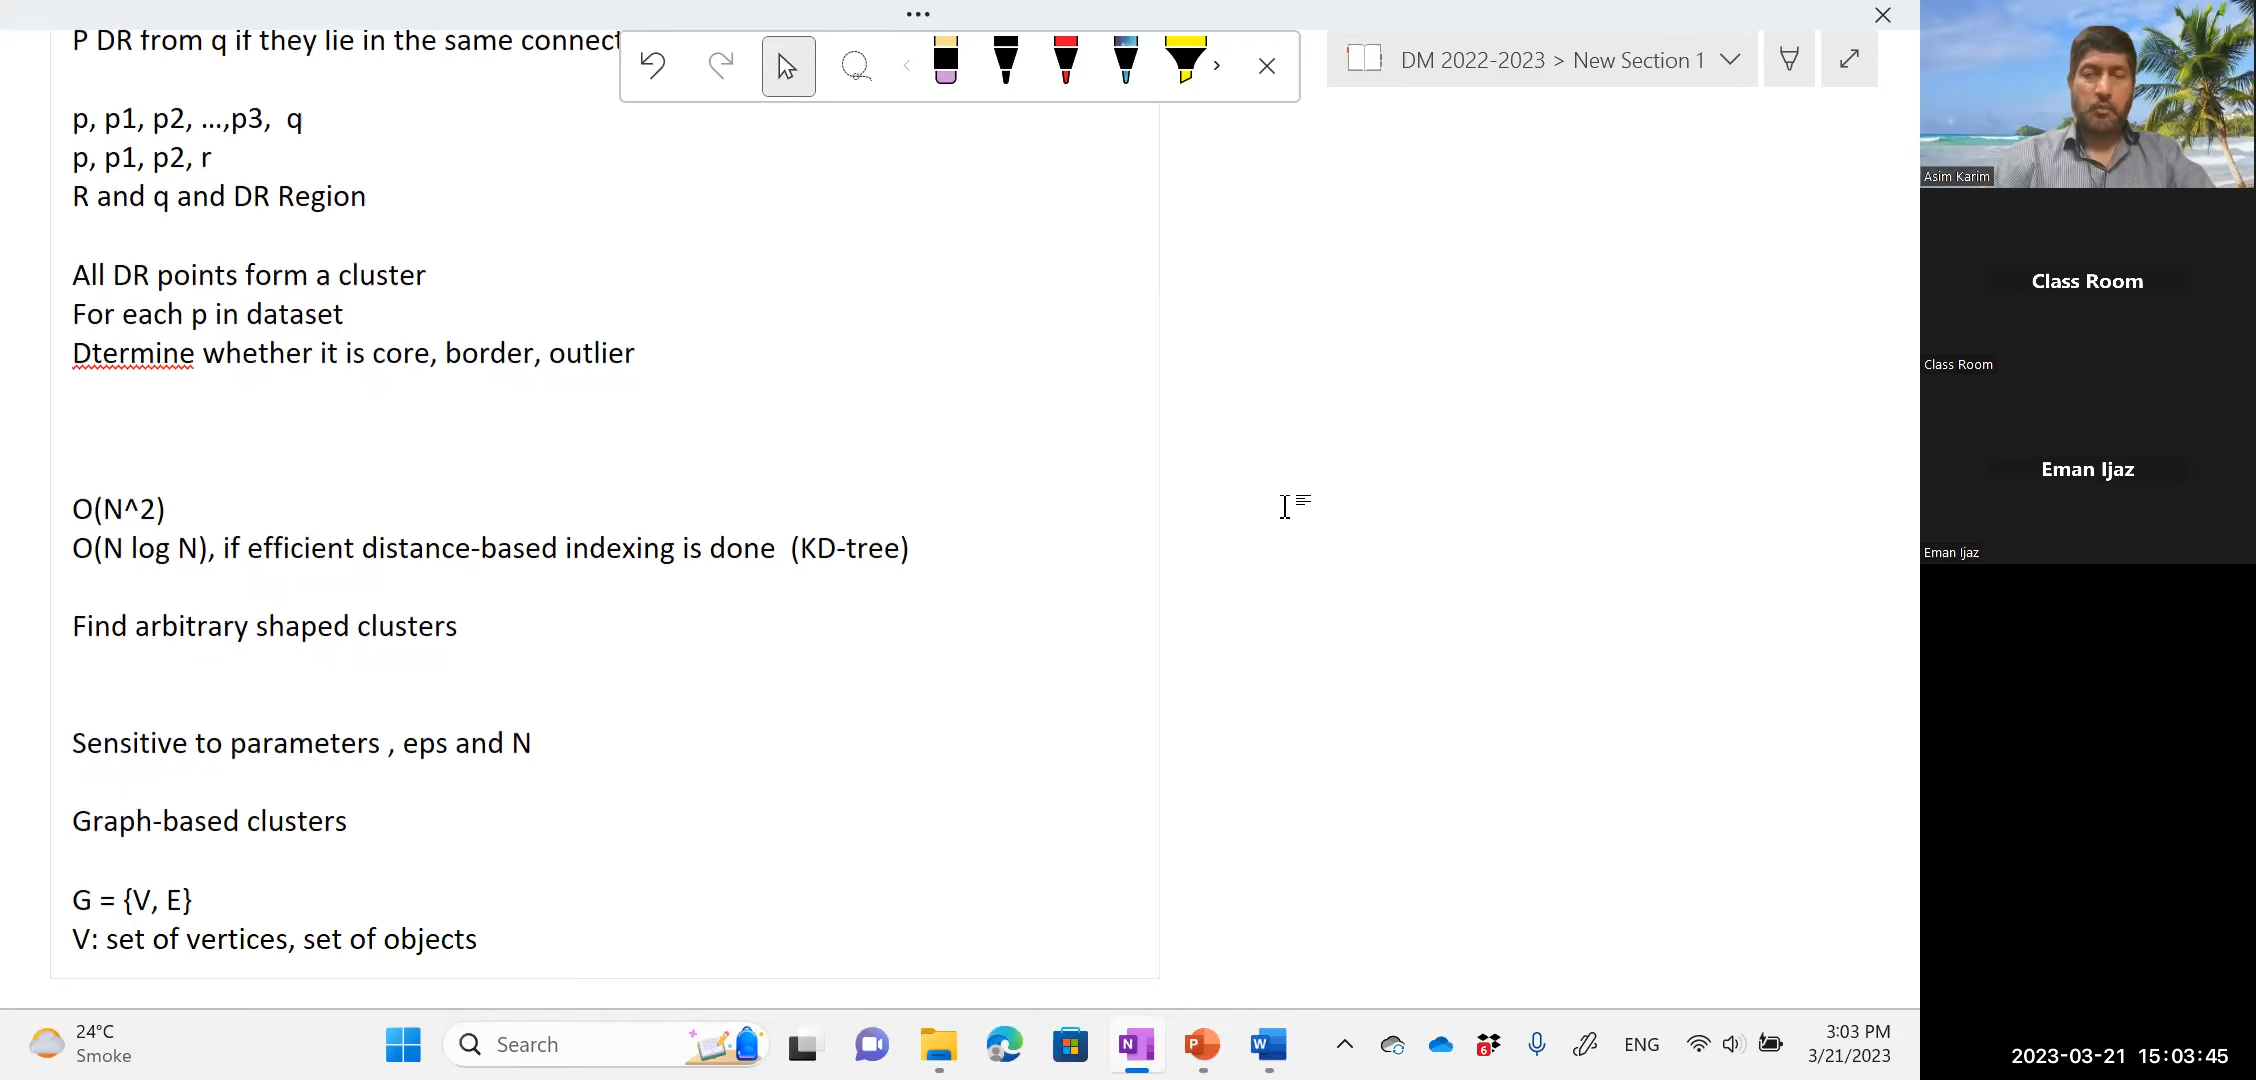 P DR from q if they lie in the same connect
DM 2022-2023 > New Section 1
p, p1, p2, ...,p3, q
p, p1, p2, r
R and q and DR Region
All DR points form a cluster
For each p in dataset
Dtermine whether it is core, border, outlier
O(N^2)
O(N log N), if efficient distance-based indexing is done (KD-tree)
Find arbitrary shaped clusters
Sensitive to parameters , eps and N
Graph-based clusters
G = {V, E}
V: set of vertices, set of objects
Asim Karim
Class Room
Class Room
Eman Ijaz
Eman Ijaz
24°C
Smoke
Search
N
P
W
6
ENG
3:03 PM
3/21/2023
2023-03-21 15:03:45